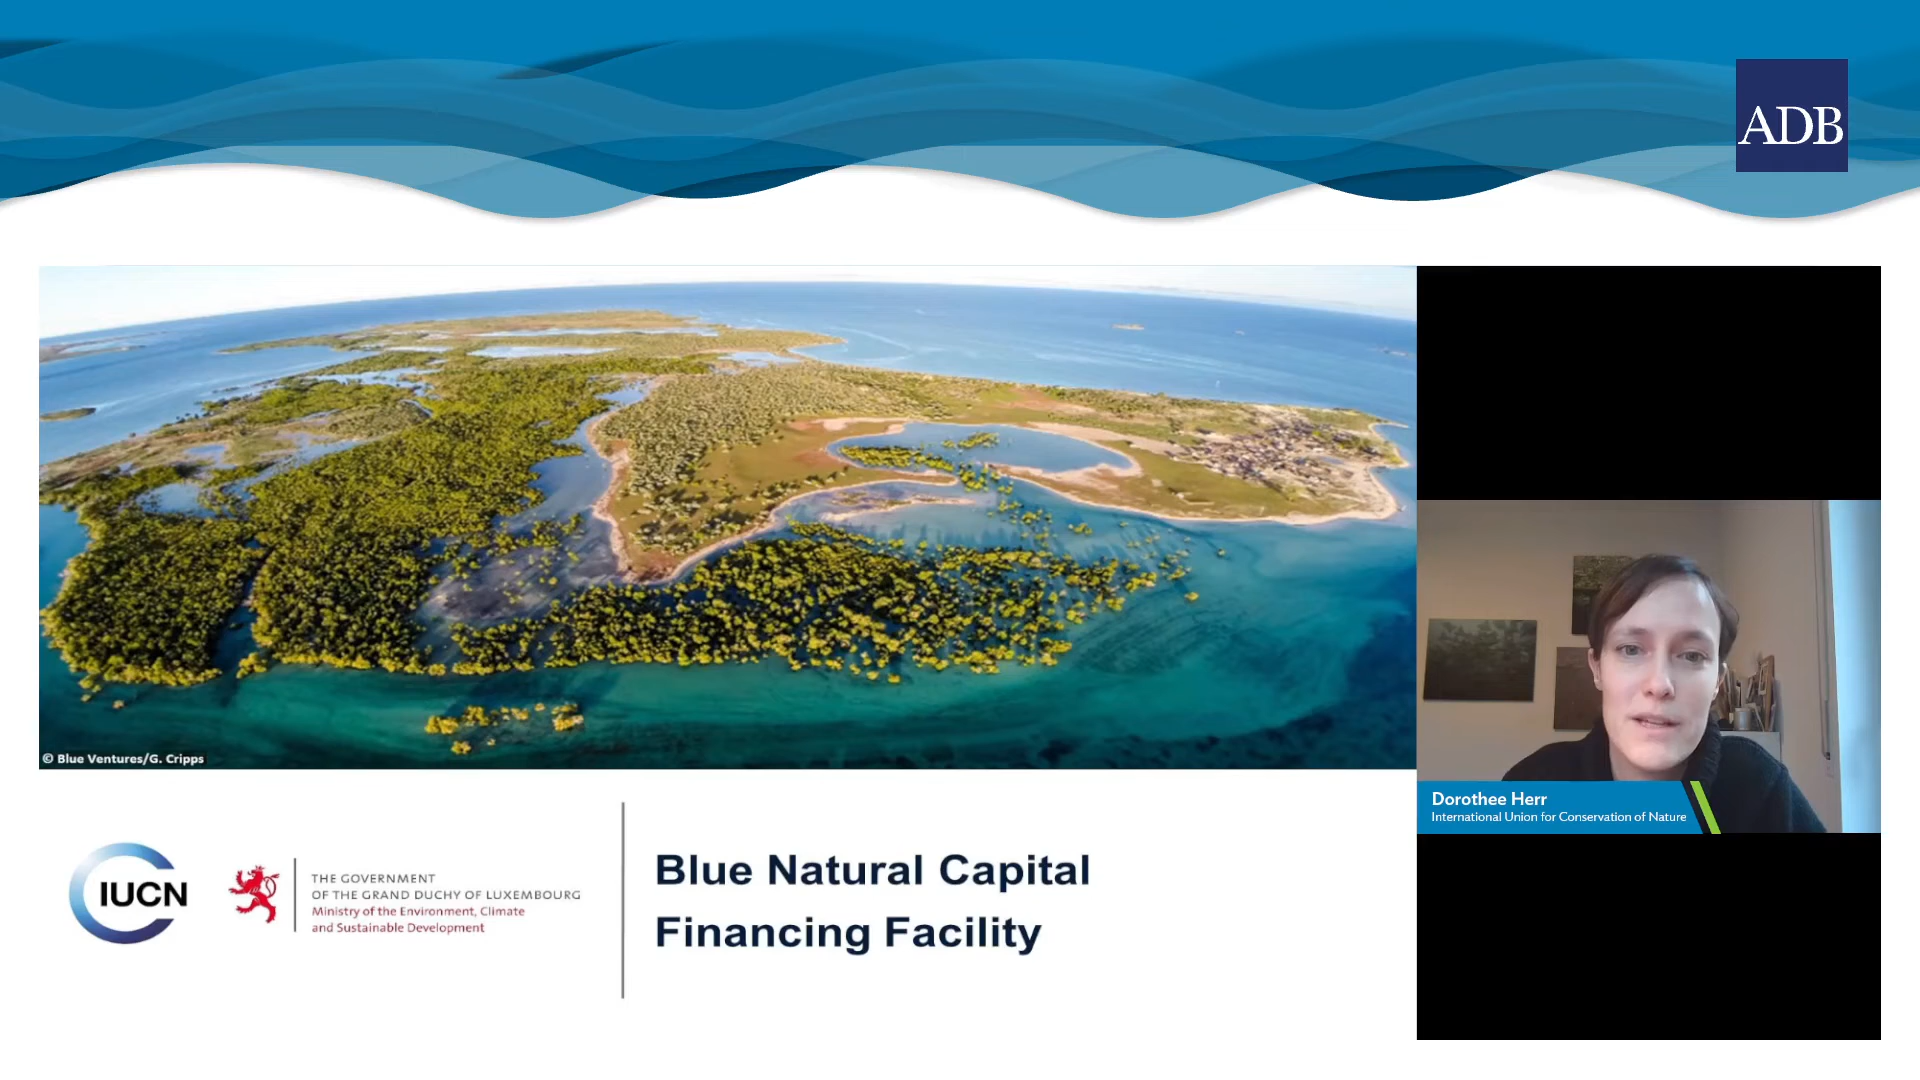 ADB
© Blue Ventures/G. Cripps
Dorothee Herr
International Union for Conservation of Nature
IUCN
THE GOVERNMENT
OF THE GRAND DUCHY OF LUXEMBOURG
Ministry of the Environment, Climate
and Sustainable Development
Blue Natural Capital
Financing Facility